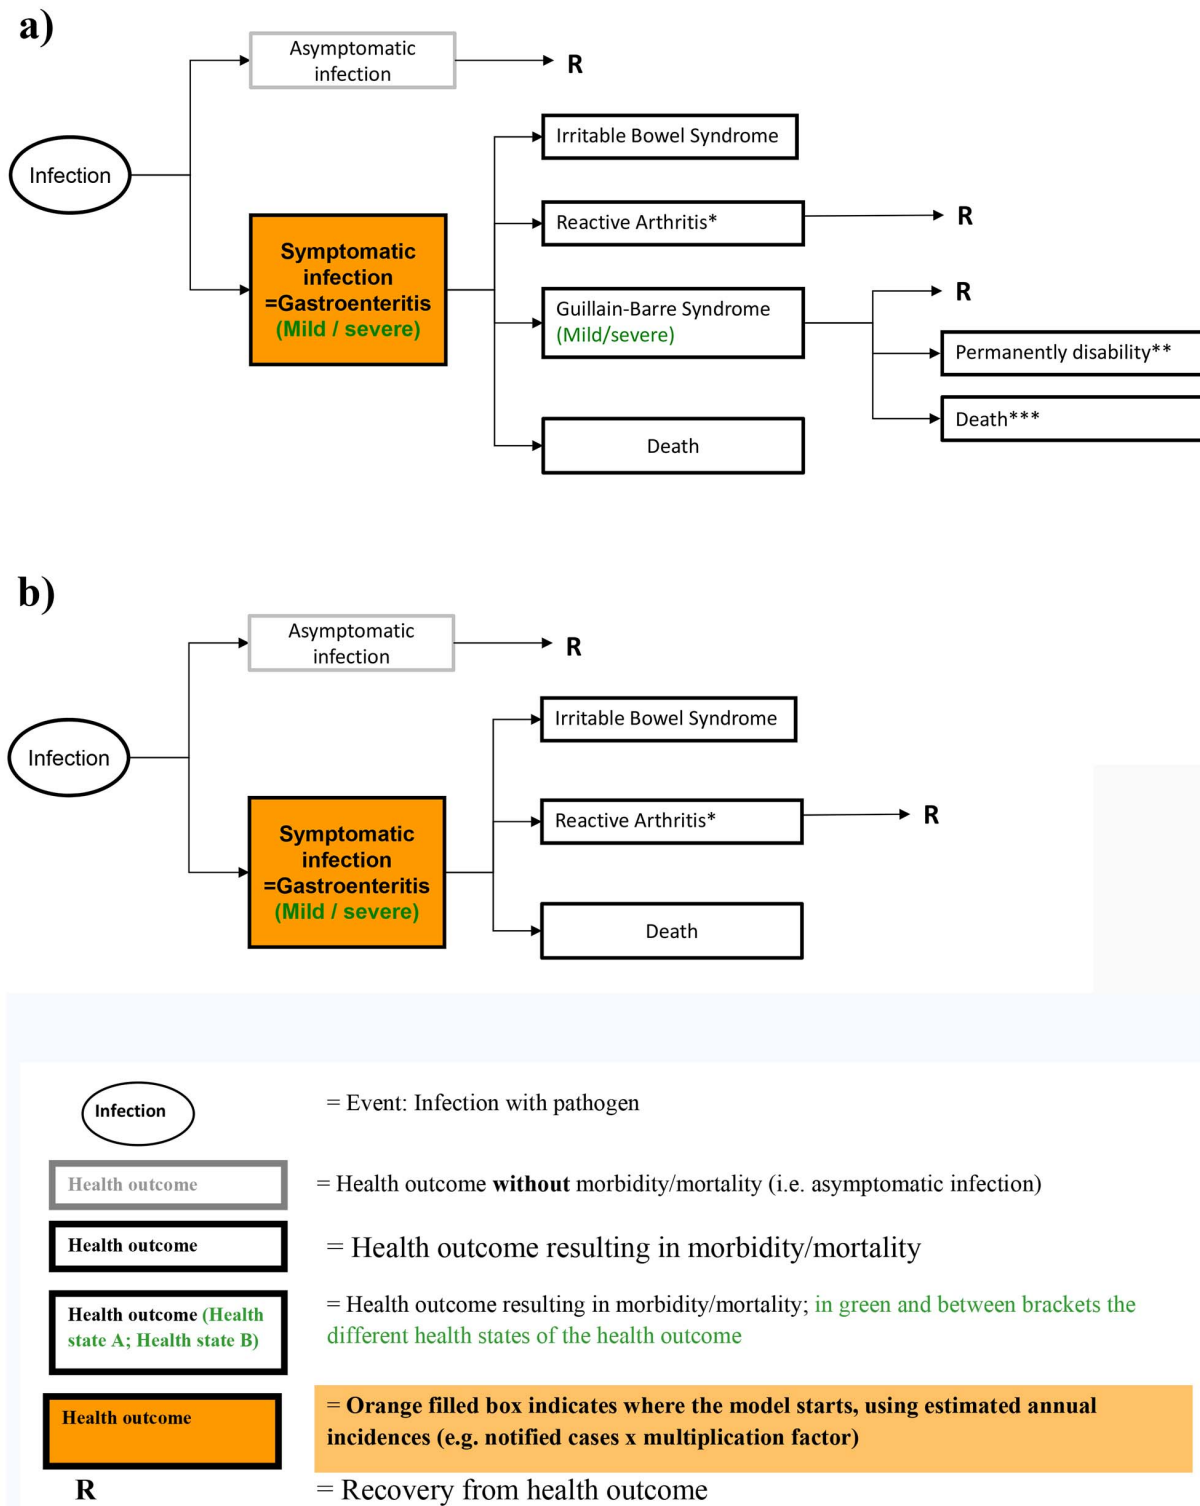 a)
Asymptomatic
infection
R
Irritable Bowel Syndrome
Infection
Reactive Arthritis*
R
Symptomatic
infection
=Gastroenteritis
(Mild / severe)
Guillain-Barre Syndrome
(Mild/severe)
R
Permanently disability**
Death***
Death
b)
Asymptomatic
infection
R
Irritable Bowel Syndrome
Infection
Reactive Arthritis*
R
Symptomatic
infection
=Gastroenteritis
(Mild / severe)
Death
Infection
= Event: Infection with pathogen
Health outcome
= Health outcome without morbidity/mortality (i.e. asymptomatic infection)
Health outcome
= Health outcome resulting in morbidity/mortality
Health outcome (Health
state A; Health state B)
= Health outcome resulting in morbidity/mortality; in green and between brackets the
different health states of the health outcome
Health outcome
= Orange filled box indicates where the model starts, using estimated annual
incidences (e.g. notified cases x multiplication factor)
R
= Recovery from health outcome